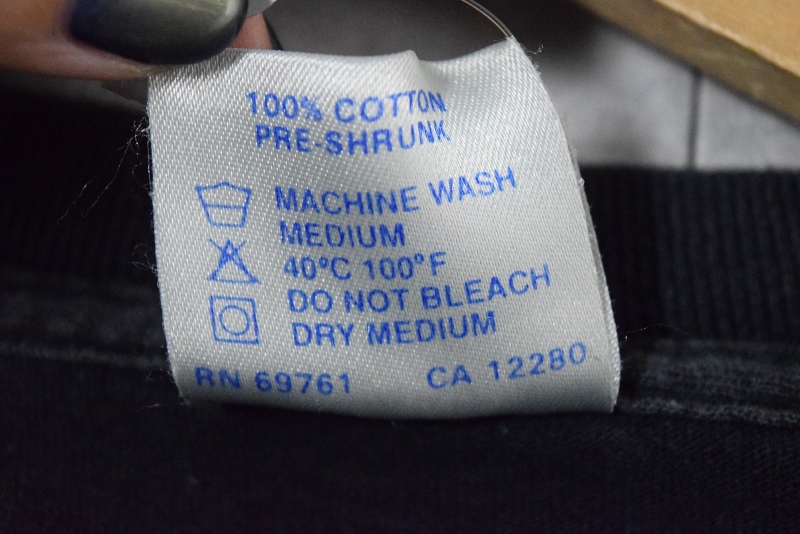 100% COTTON
PRE-SHRUNK
MACHINE WASH
MEDIUM
40°C 100°F
DO NOT BLEACH
DRY MEDIUM
RN 69761 CA 12280